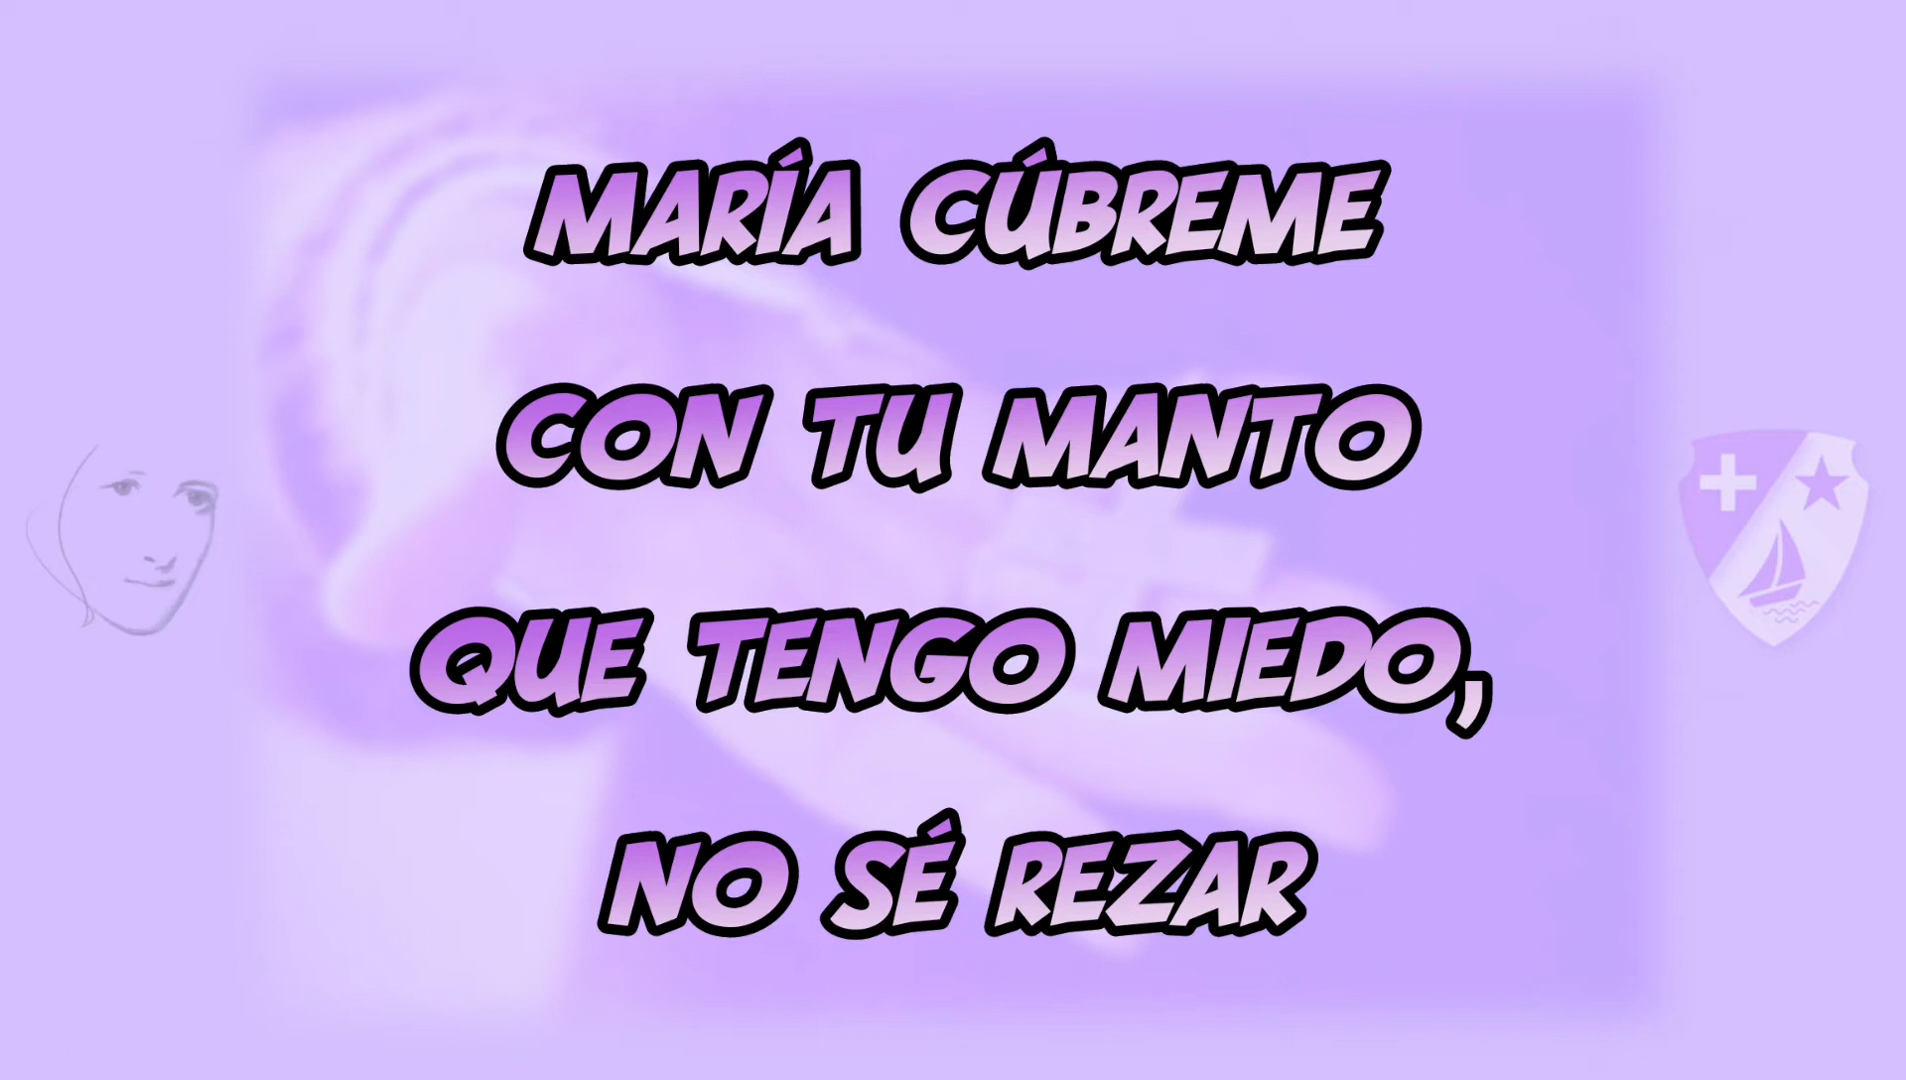 MARÍA CÚBREME
CON TU MANTO
QUE TENGO MIEDO,
NO SÉ REZAR